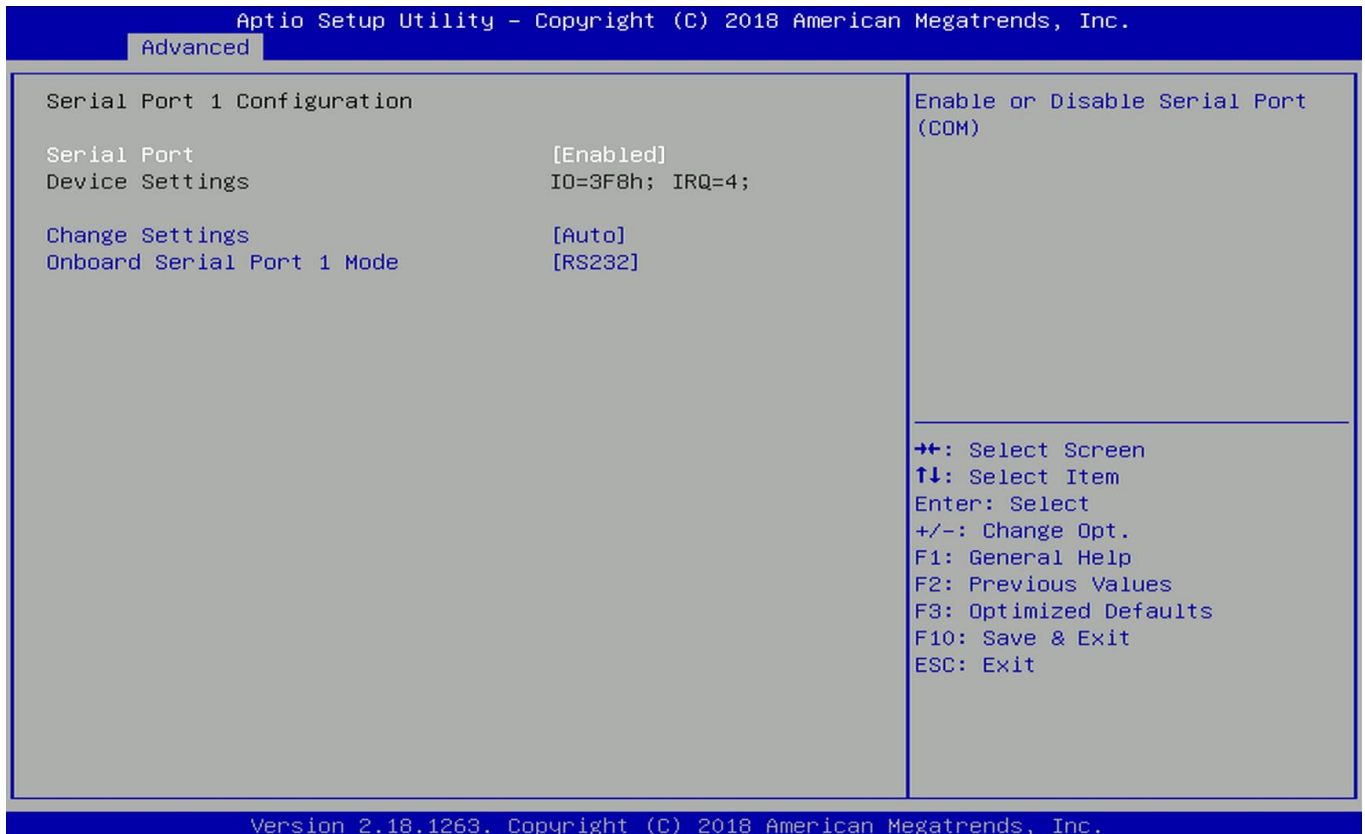 Aptio Setup Utility – Copyright (C) 2018 American Megatrends, Inc.
Advanced
Serial Port 1 Configuration
Serial Port [Enabled]
Device Settings IO=3F8h; IRQ=4;
Change Settings [Auto]
Onboard Serial Port 1 Mode [RS232]
Enable or Disable Serial Port
(COM)
→←: Select Screen
↑↓: Select Item
Enter: Select
+/-: Change Opt.
F1: General Help
F2: Previous Values
F3: Optimized Defaults
F10: Save & Exit
ESC: Exit
Version 2.18.1263. Copyright (C) 2018 American Megatrends, Inc.